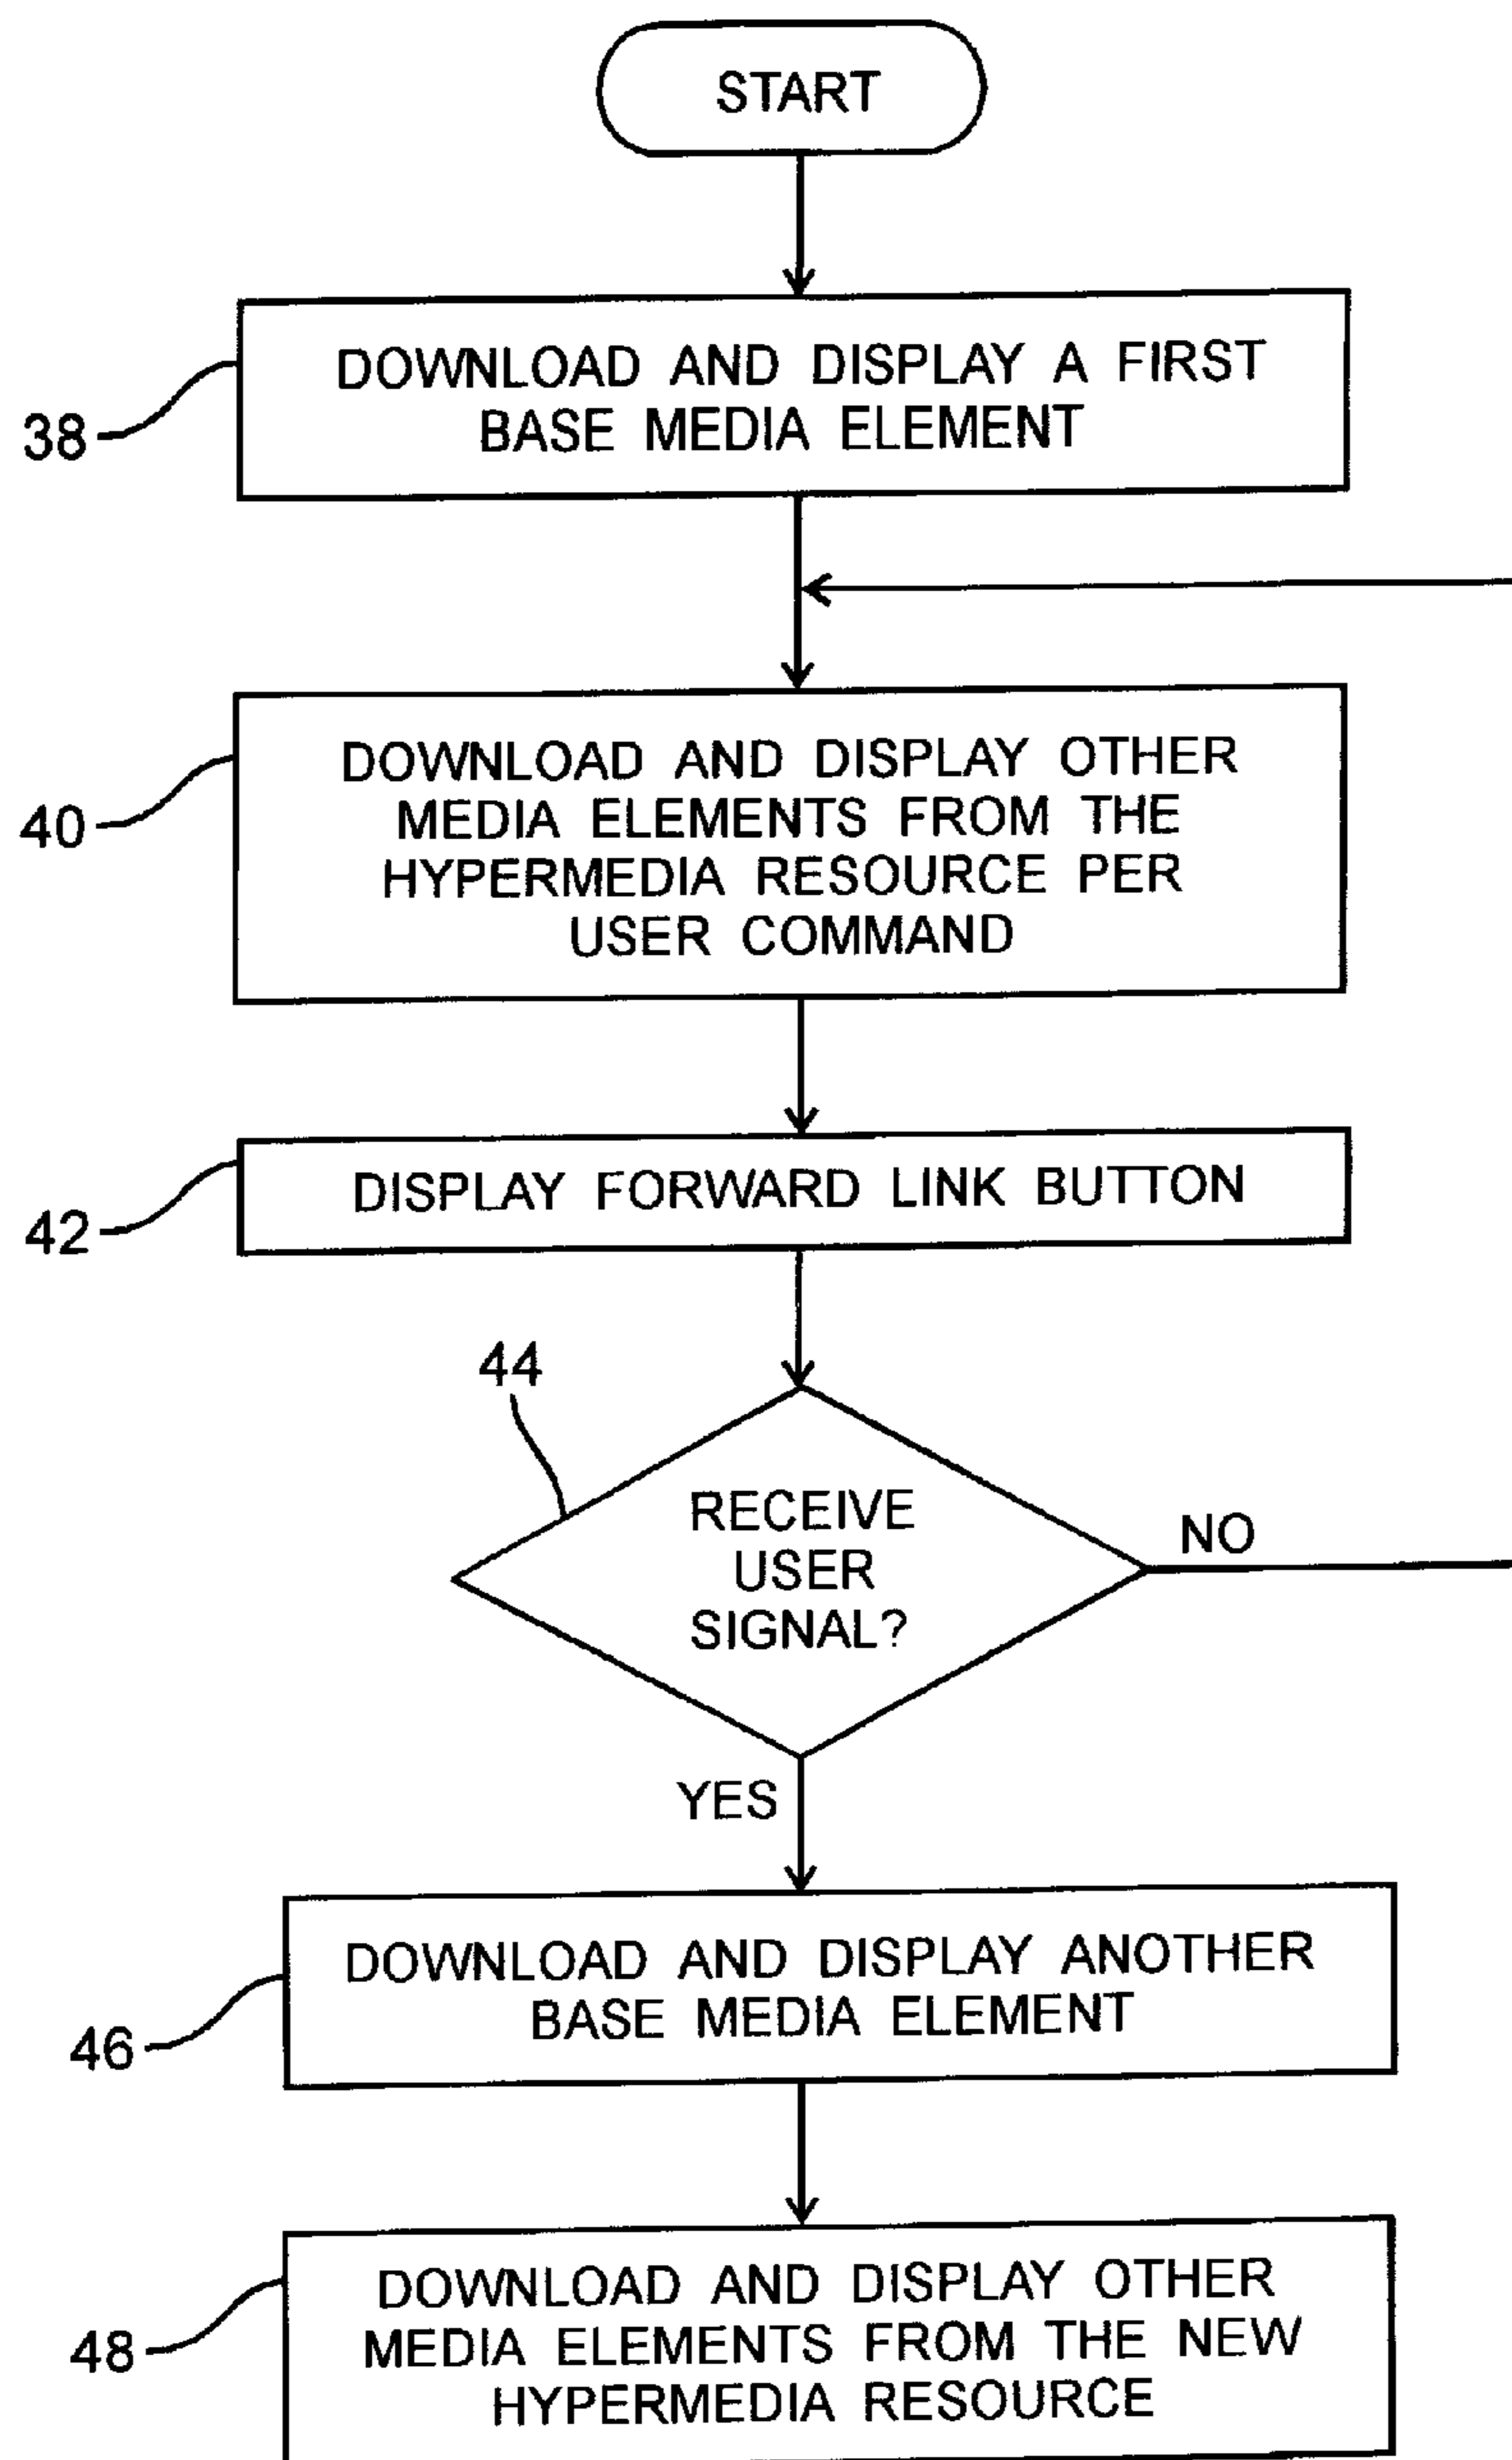 START
38
DOWNLOAD AND DISPLAY A FIRST
BASE MEDIA ELEMENT
40
DOWNLOAD AND DISPLAY OTHER
MEDIA ELEMENTS FROM THE
HYPERMEDIA RESOURCE PER
USER COMMAND
42
DISPLAY FORWARD LINK BUTTON
44
RECEIVE
USER
SIGNAL?
NO
YES
46
DOWNLOAD AND DISPLAY ANOTHER
BASE MEDIA ELEMENT
48
DOWNLOAD AND DISPLAY OTHER
MEDIA ELEMENTS FROM THE NEW
HYPERMEDIA RESOURCE